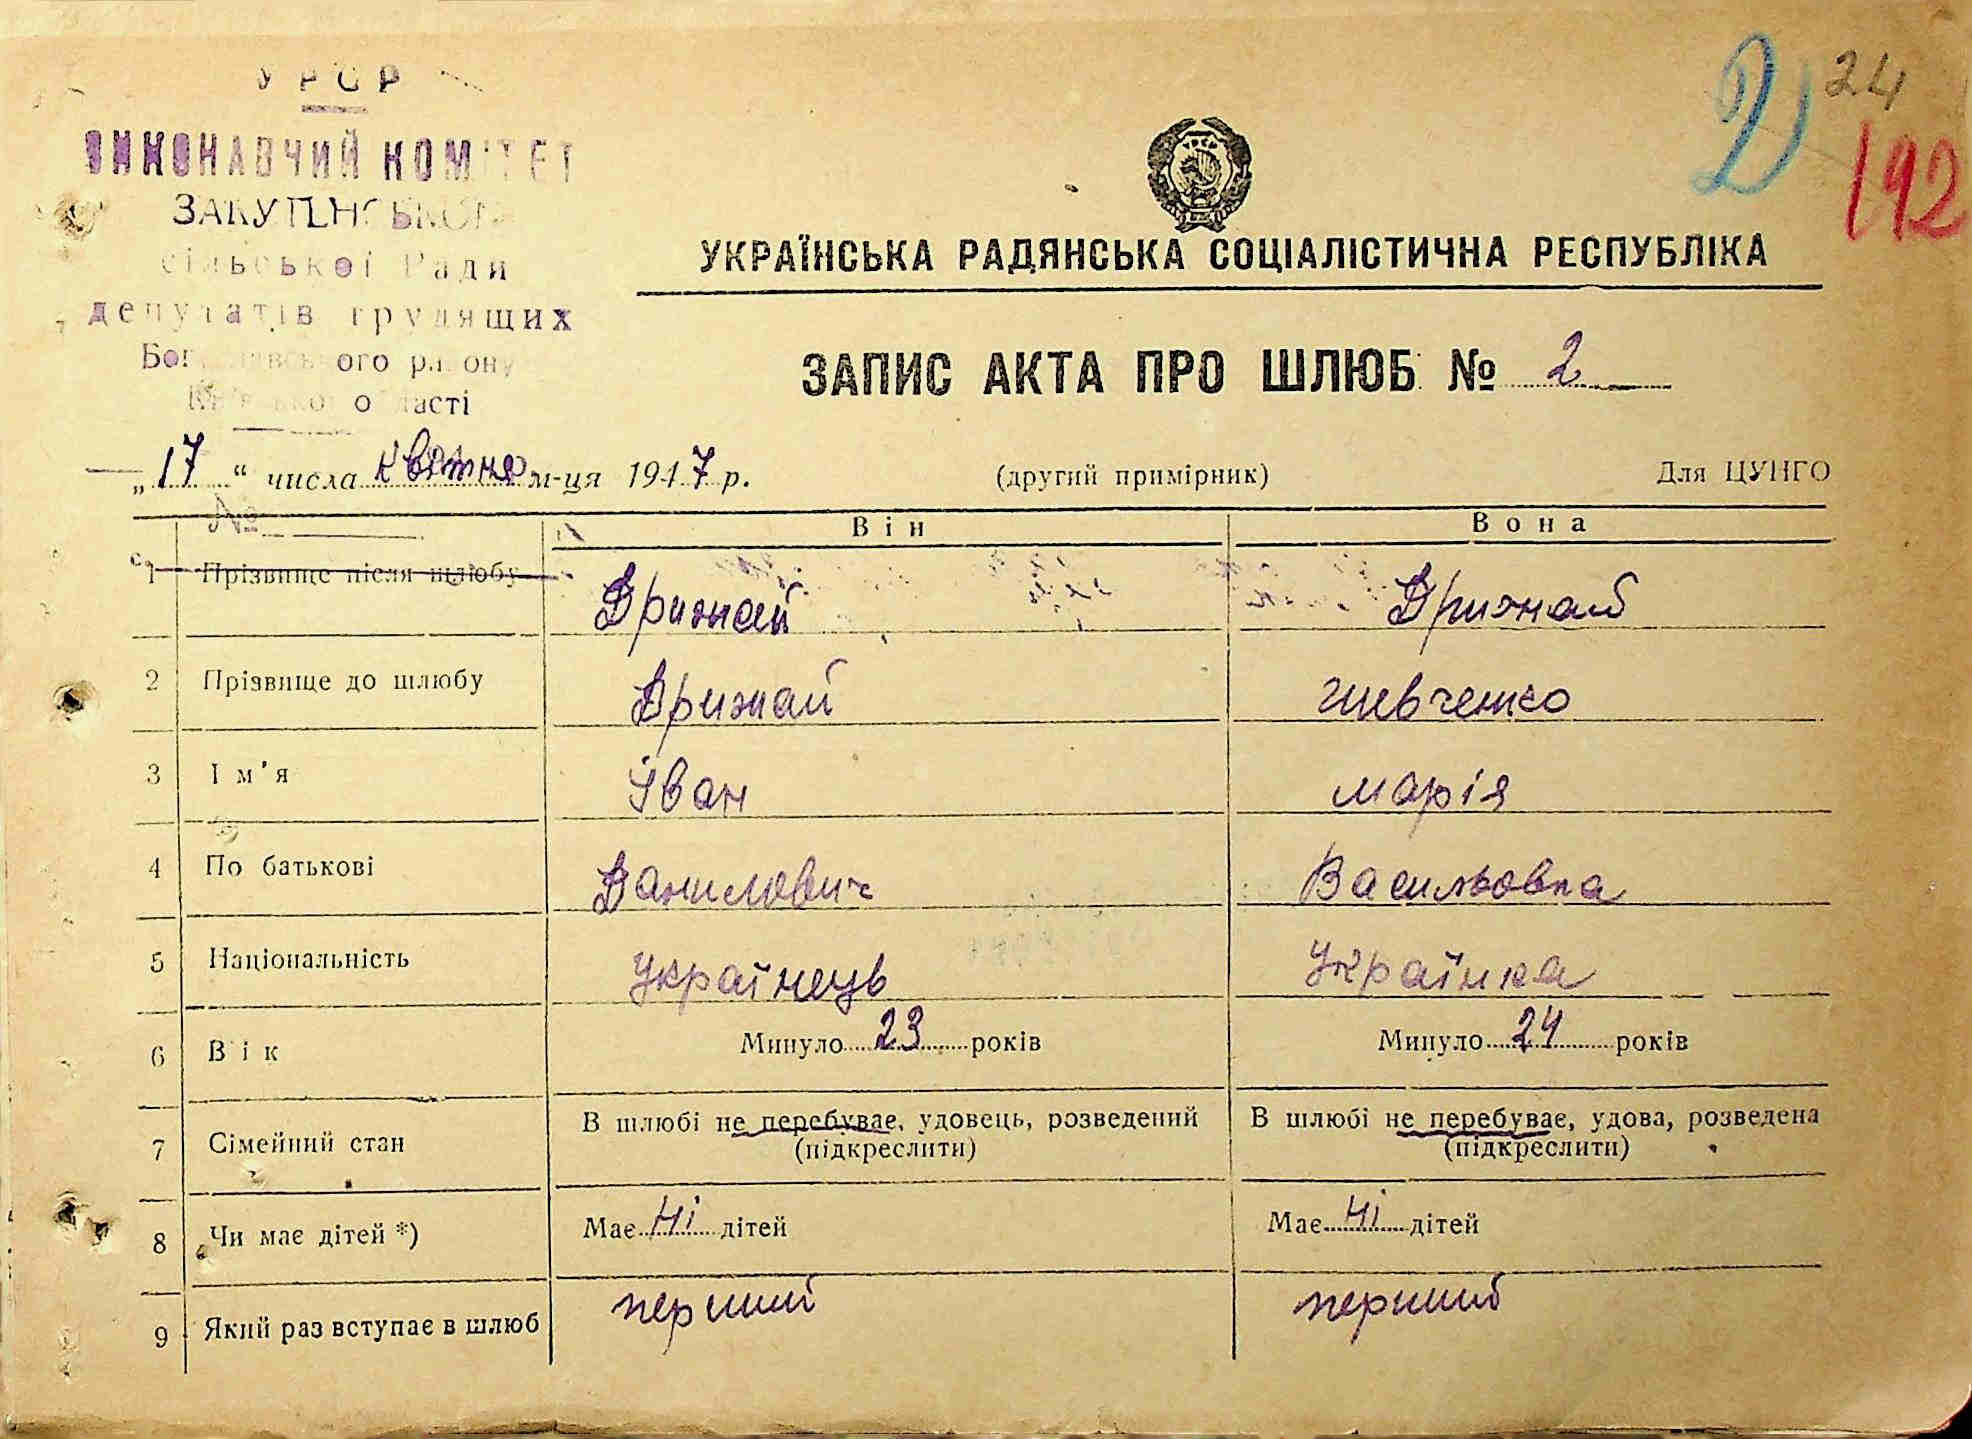 2
24
192
УРСР
ВИКОНАВЧИЙ КОМІТЕТ
ЗАКУТИНСЬКОЇ
сільської Ради
депутатів трудящих
району
області
УРСР
УКРАЇНСЬКА РАДЯНСЬКА СОЦІАЛІСТИЧНА РЕСПУБЛІКА
ЗАПИС АКТА ПРО ШЛЮБ № 2
„17“ числа квітня м-ця 1947 р. (другий примірник) Для ЦУНГО
№
Він Вона
1 Прізвище після шлюбу Дрижай Дрижай
2 Прізвище до шлюбу Дрижай Шевченко
3 Ім'я Іван Марія
4 По батькові Данилович Васильовна
5 Національність Українець Українка
6 Вік Минуло 23 років Минуло 24 років
7 Сімейний стан В шлюбі не перебуває, удовець, розведений (підкреслити) В шлюбі не перебуває, удова, розведена (підкреслити)
8 Чи має дітей *) Має ні дітей Має ні дітей
9 Який раз вступає в шлюб перший перший